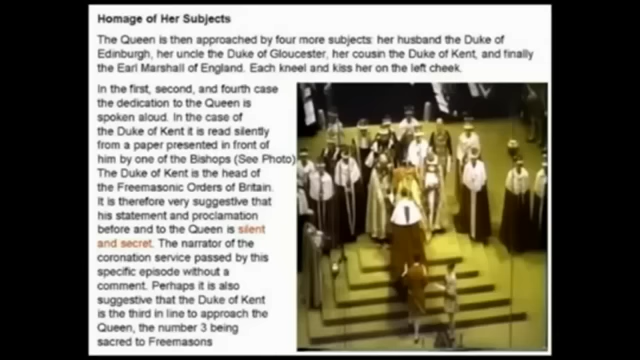 Homage of Her Subjects
The Queen is then approached by four more subjects: her husband the Duke of
Edinburgh, her uncle the Duke of Gloucester, her cousin the Duke of Kent, and finally
the Earl Marshall of England. Each kneel and kiss her on the left cheek.
In the first, second, and fourth case
the dedication to the Queen is
spoken aloud. In the case of
the Duke of Kent it is read silently
from a paper presented in front of
him by one of the Bishops (See Photo)
The Duke of Kent is the head of
the Freemasonic Orders of Britain.
It is therefore very suggestive that
his statement and proclamation
before and to the Queen is silent
and secret. The narrator of the
coronation service passed by this
specific episode without a
comment. Perhaps it is also
suggestive that the Duke of Kent
is the third in line to approach the
Queen, the number 3 being
sacred to Freemasons